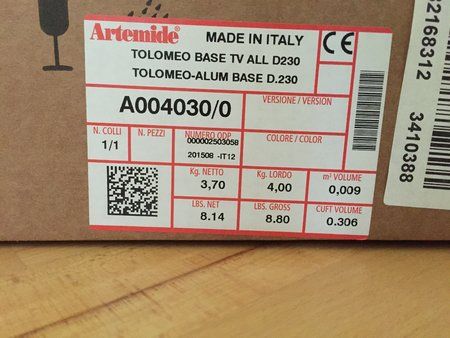 Artemide®
MADE IN ITALY
CE
TOLOMEO BASE TV ALL D230
TOLOMEO-ALUM BASE D.230
A004030/0
VERSIONE/VERSION
N. COLLI
1/1
N. PEZZI
NUMERO ODP
000002503058
201508 -IT12
COLORE/COLOR
Kg. NETTO
3,70
Kg. LORDO
4,00
m³ VOLUME
0,009
LBS. NET
8.14
LBS. GROSS
8.80
CUFT VOLUME
0.306
32168312
3410388